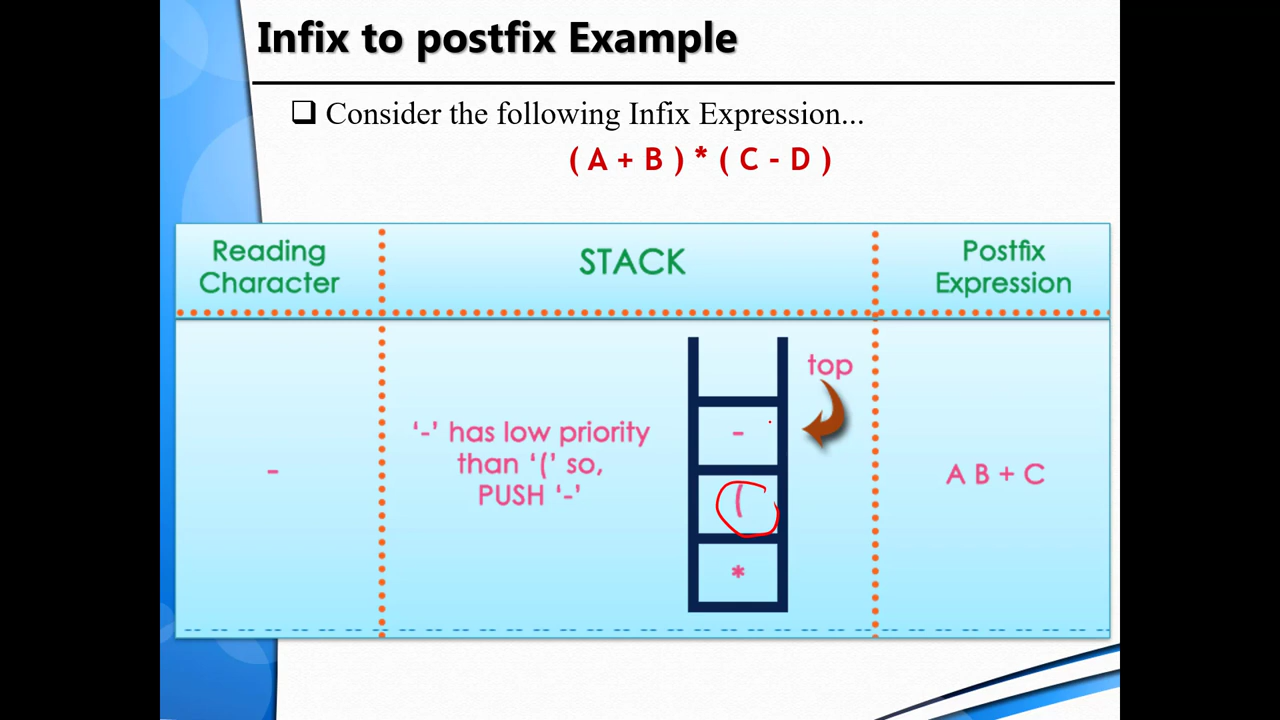 Infix to postfix Example
Consider the following Infix Expression...
( A + B ) * ( C - D )
Reading
Character
STACK
Postfix
Expression
-
‘-’ has low priority
than ‘(’ so,
PUSH ‘-’
top
-
(
*
A B + C